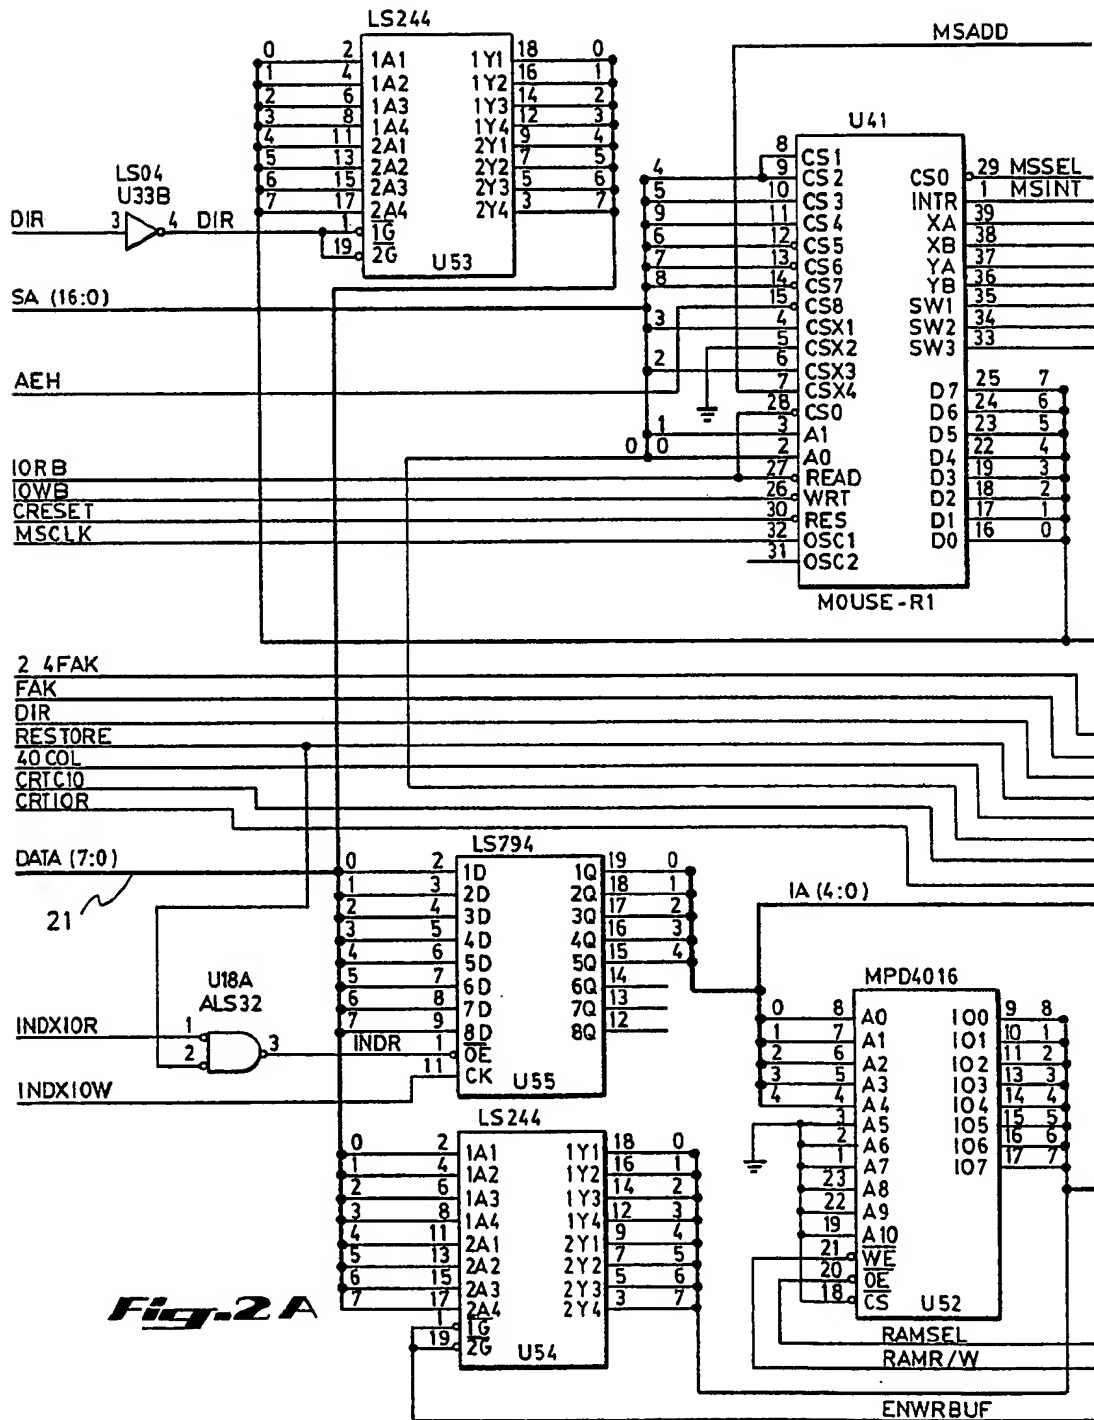 LS244
MSADD
0 2 1A1 1Y1 18 0
1 4 1A2 1Y2 16 1
2 6 1A3 1Y3 14 2
3 8 1A4 1Y4 12 3
4 11 2A1 2Y1 9 4
5 13 2A2 2Y2 7 5
6 15 2A3 2Y3 5 6
7 17 2A4 2Y4 3 7
1 1G
19 2G
U53
LS04
U33B
DIR 3 4 DIR
U41
8 CS1
4 9 CS2 CS0 29 MSSEL
5 10 CS3 INTR 1 MSINT
9 11 CS4 XA 39
6 12 CS5 XB 38
7 13 CS6 YA 37
8 14 CS7 YB 36
SA (16:0)
15 CS8 SW1 35
3 4 CSX1 SW2 34
5 CSX2 SW3 33
2 6 CSX3
AEH
7 CSX4 D7 25 7
28 CS0 D6 24 6
1 3 A1 D5 23 5
0 0 2 A0 D4 22 4
IORB 27 READ D3 19 3
IOWB 26 WRT D2 18 2
CRESET 30 RES D1 17 1
MSCLK 32 OSC1 D0 16 0
31 OSC2
MOUSE-R1
2 4FAK
FAK
DIR
RESTORE
40 COL
CRTC10
CRTIOR
LS794
DATA (7:0) 0 2 1D 1Q 19 0
1 3 2D 2Q 18 1
2 4 3D 3Q 17 2
3 5 4D 4Q 16 3
4 6 5D 5Q 15 4
5 7 6D 6Q 14
6 8 7D 7Q 13
7 9 8D 8Q 12
INDR 1 OE
11 CK
U55
21
IA (4:0)
U18A
ALS32
INDXIOR 1
2
3
INDXIOW
MPD4016
0 8 A0 IO0 9 8
1 7 A1 IO1 10 1
2 6 A2 IO2 11 2
3 5 A3 IO3 13 3
4 4 A4 IO4 14 4
3 A5 IO5 15 5
2 A6 IO6 16 6
1 A7 IO7 17 7
23 A8
22 A9
19 A10
21 WE
20 OE
18 CS
U52
LS244
0 2 1A1 1Y1 18 0
1 4 1A2 1Y2 16 1
2 6 1A3 1Y3 14 2
3 8 1A4 1Y4 12 3
4 11 2A1 2Y1 9 4
5 13 2A2 2Y2 7 5
6 15 2A3 2Y3 5 6
7 17 2A4 2Y4 3 7
1 1G
19 2G
U54
RAMSEL
RAMR/W
ENWRBUF
Fig. 2A